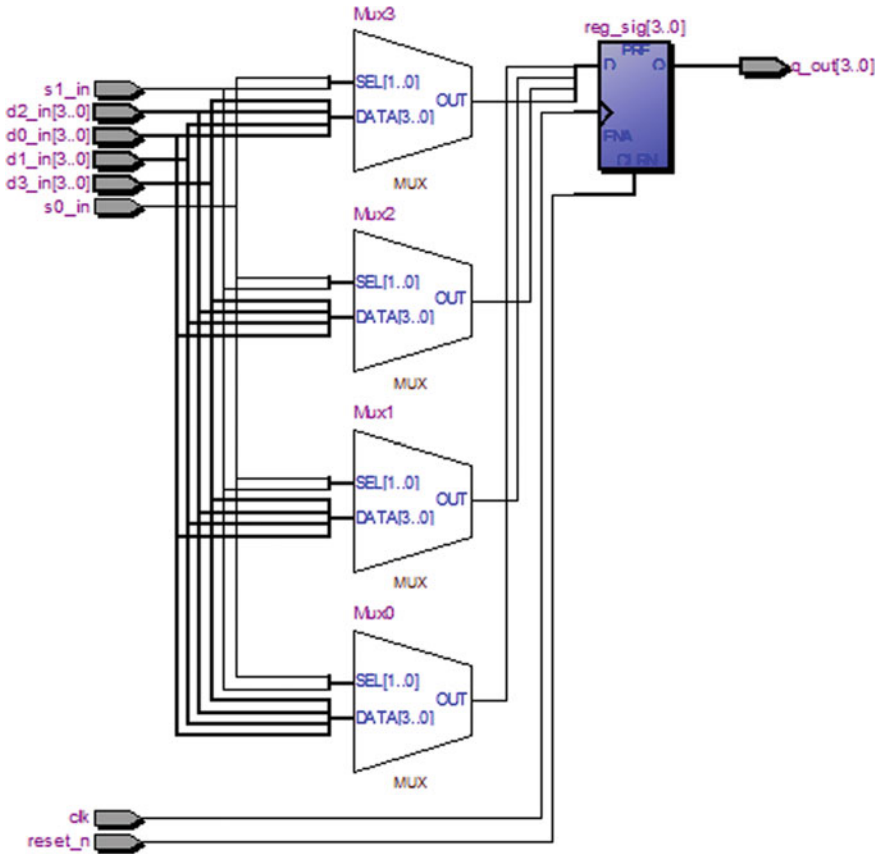 Mux3
reg_sig[3..0]
s1_in
d2_in[3..0]
d0_in[3..0]
d1_in[3..0]
d3_in[3..0]
s0_in
SEL[1..0]
DATA[3..0]
OUT
MUX
D
PRE
Q
ENA
CLRN
q_out[3..0]
Mux2
SEL[1..0]
DATA[3..0]
OUT
MUX
Mux1
SEL[1..0]
DATA[3..0]
OUT
MUX
Mux0
SEL[1..0]
DATA[3..0]
OUT
MUX
clk
reset_n